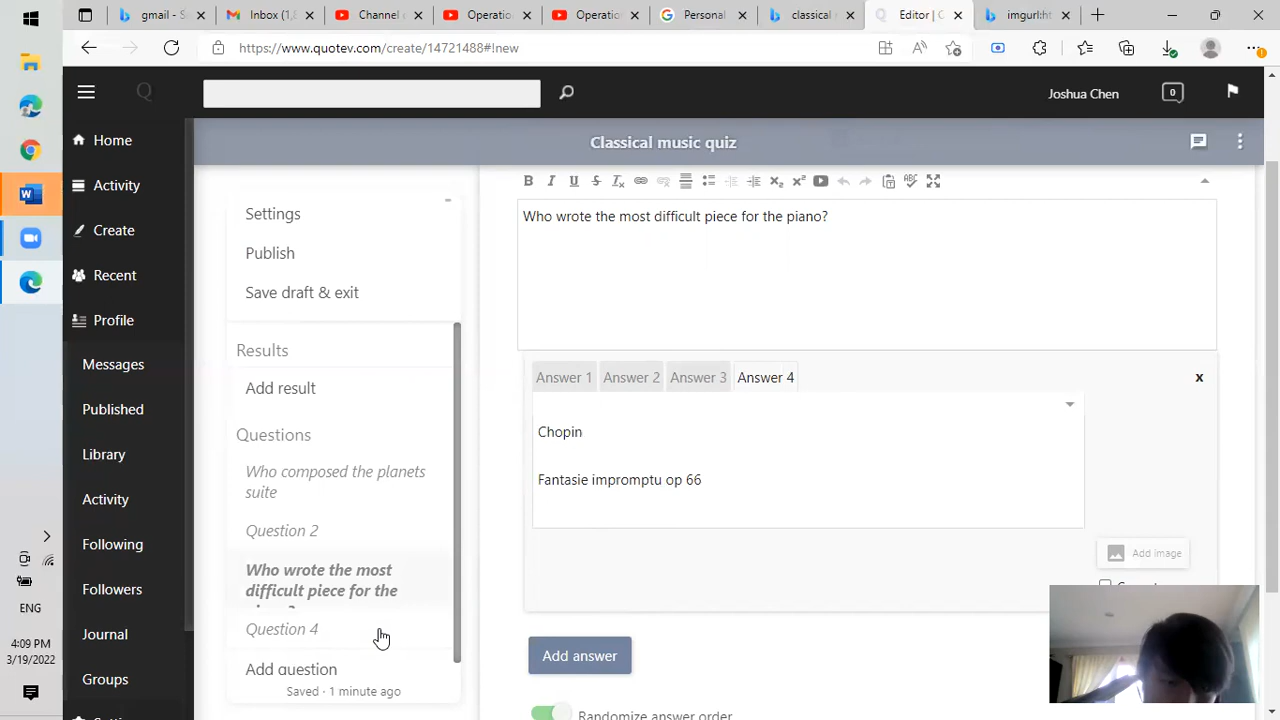 gmail - S
Inbox (1,8
Channel c
Operation
Operation
Personal
classical s
Editor | C
imgurl:ht
https://www.quotev.com/create/14721488#!new
Q
Joshua Chen
0
Home
Activity
Create
Recent
Profile
Messages
Published
Library
Activity
Following
Followers
Journal
Groups
Classical music quiz
Settings
Publish
Save draft & exit
Results
Add result
Questions
Who composed the planets
suite
Question 2
Who wrote the most
difficult piece for the
Question 4
Add question
Saved · 1 minute ago
Who wrote the most difficult piece for the piano?
Answer 1
Answer 2
Answer 3
Answer 4
x
Chopin
Fantasie impromptu op 66
Add image
Add answer
Randomize answer order
ENG
4:09 PM
3/19/2022